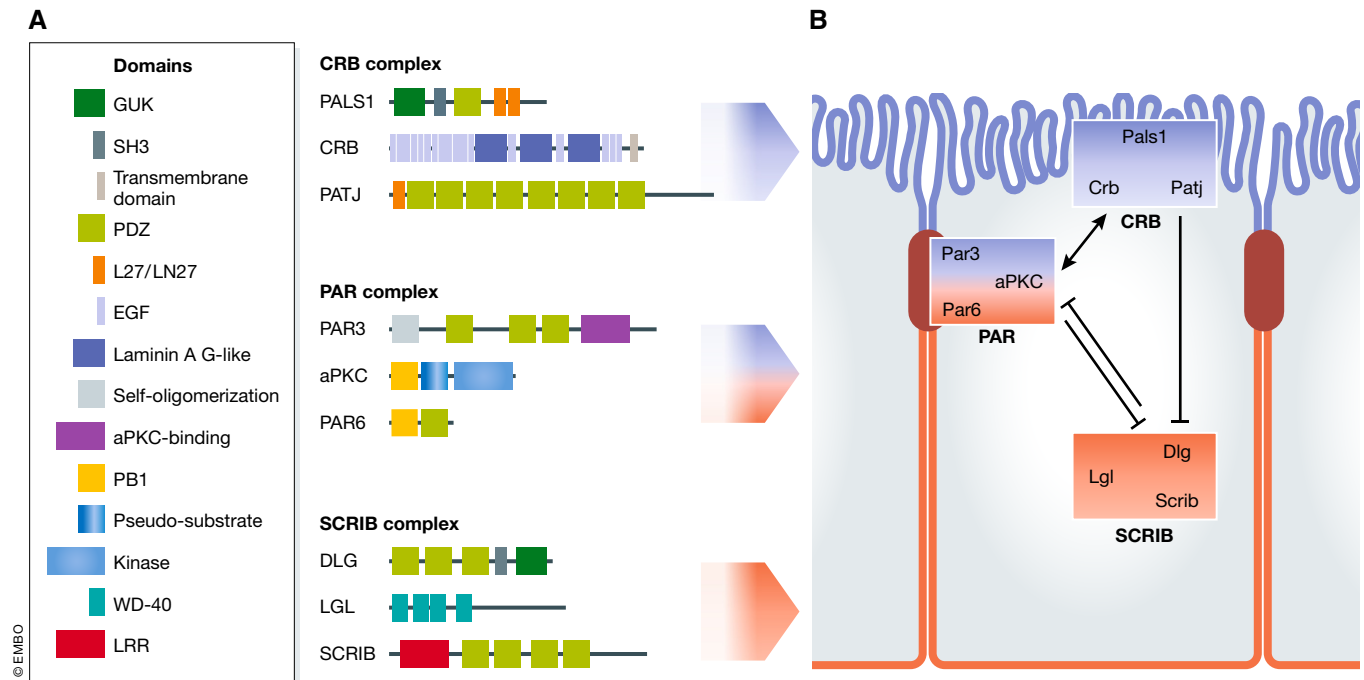 A
Domains
GUK
SH3
Transmembrane
domain
PDZ
L27/LN27
EGF
Laminin A G-like
Self-oligomerization
aPKC-binding
PB1
Pseudo-substrate
Kinase
WD-40
LRR
© EMBO
CRB complex
PALS1
CRB
PATJ
PAR complex
PAR3
aPKC
PAR6
SCRIB complex
DLG
LGL
SCRIB
B
Pals1
Crb Patj
CRB
Par3
aPKC
Par6
PAR
Dlg
Lgl
Scrib
SCRIB